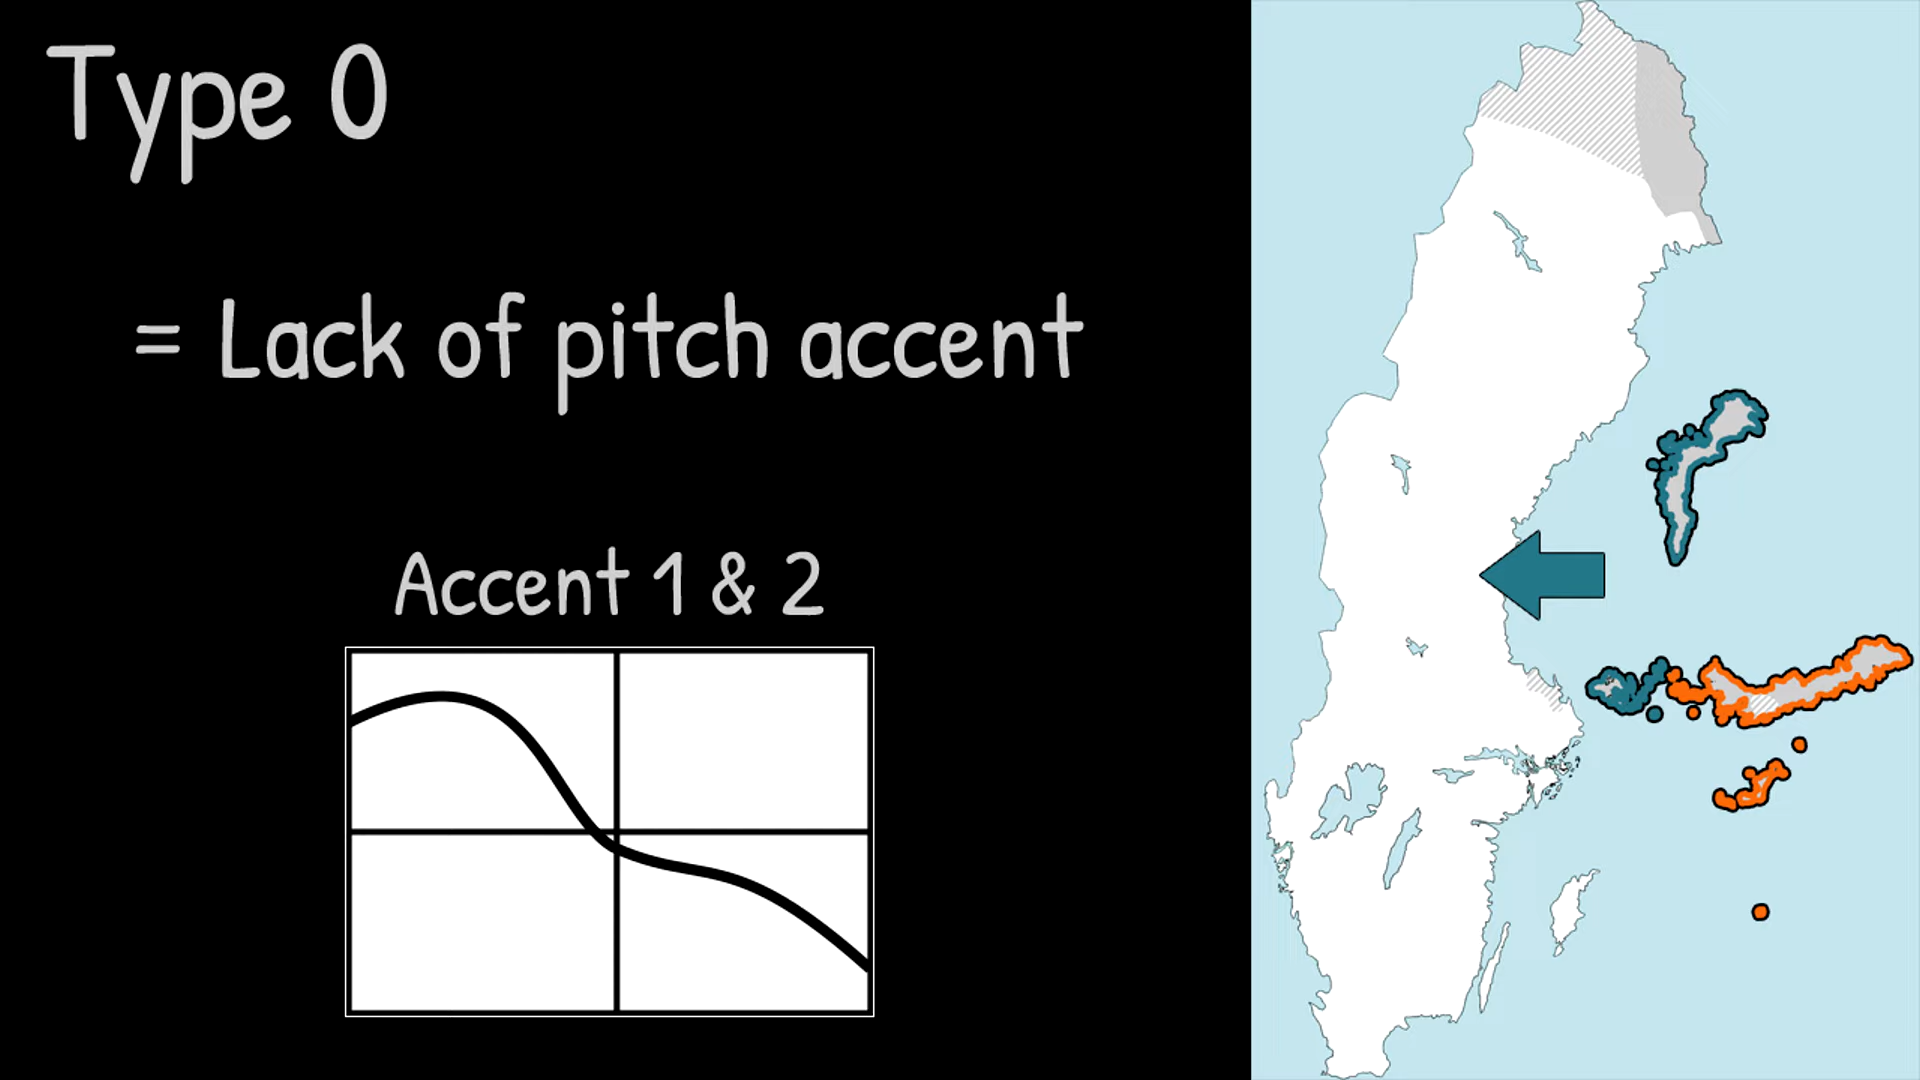 Type 0
= Lack of pitch accent
Accent 1 & 2